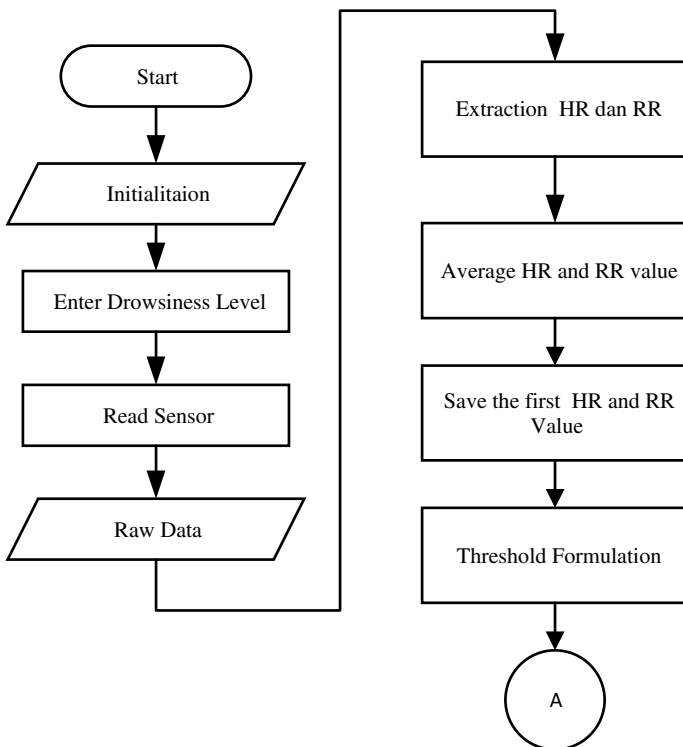 Start
Initialitaion
Enter Drowsiness Level
Read Sensor
Raw Data
Extraction HR dan RR
Average HR and RR value
Save the first HR and RR
Value
Threshold Formulation
A